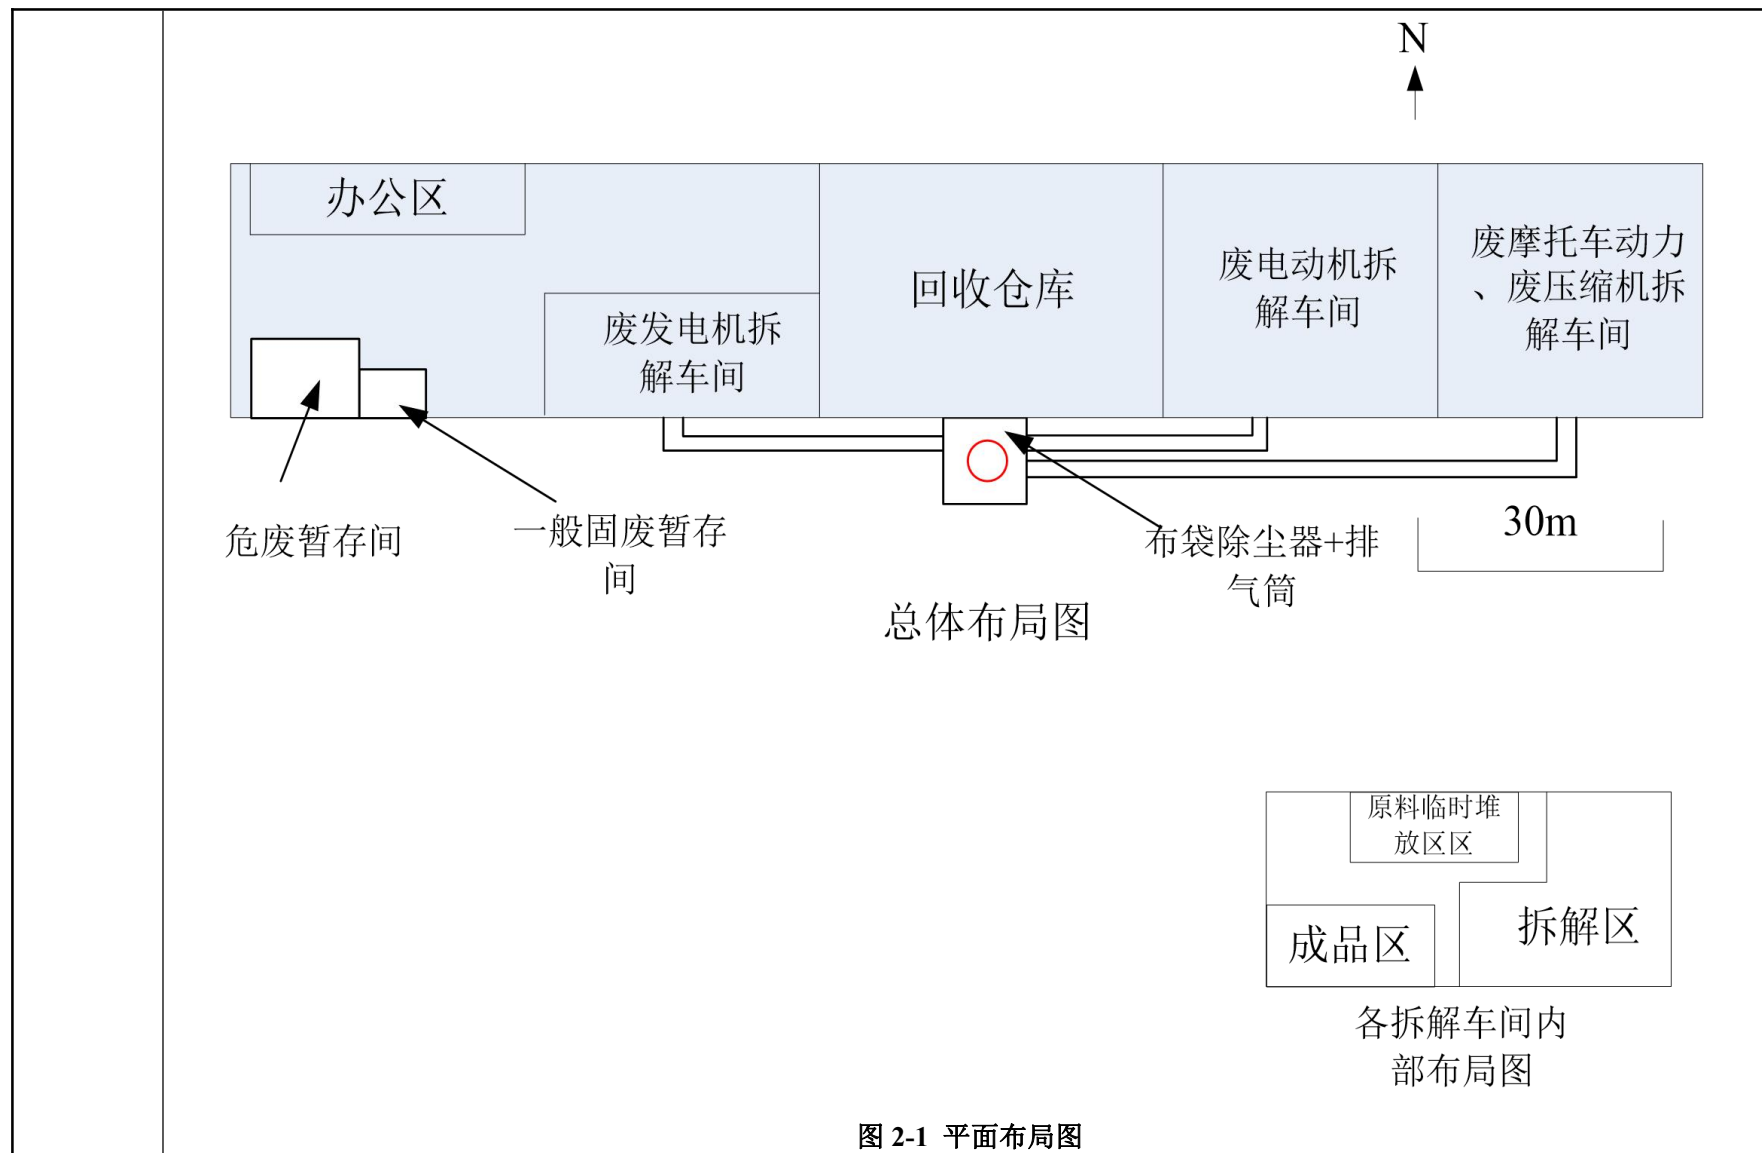 N
办公区
回收仓库
废发电机拆
解车间
废电动机拆
解车间
废摩托车动力
、废压缩机拆
解车间
危废暂存间
一般固废暂存
间
布袋除尘器+排
气筒
30m
总体布局图
原料临时堆
放区区
成品区
拆解区
各拆解车间内
部布局图
图 2-1 平面布局图